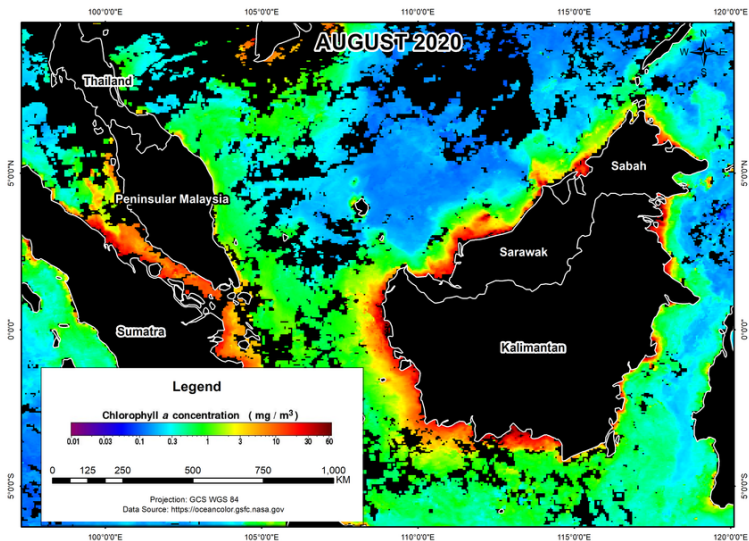 100°0'0"E 105°0'0"E 110°0'0"E 115°0'0"E 120°0'0"E
AUGUST 2020
N
W E
S
Thailand
5°0'0"N 5°0'0"N
Sabah
Peninsular Malaysia
Sarawak
0°0'0" 0°0'0"
Sumatra
Kalimantan
Legend
Chlorophyll a concentration ( mg / m³)
0.01 0.03 0.1 0.3 1 3 10 30 60
0 125 250 500 750 1,000
KM
5°0'0"S 5°0'0"S
Projection: GCS WGS 84
Data Source: https://oceancolor.gsfc.nasa.gov
100°0'0"E 105°0'0"E 110°0'0"E 115°0'0"E 120°0'0"E